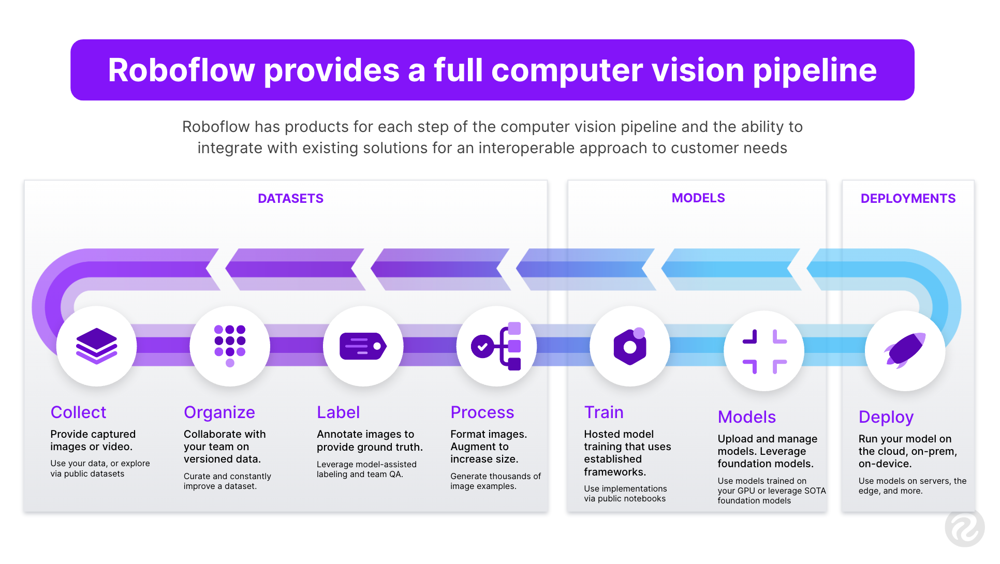 Roboflow provides a full computer vision pipeline
Roboflow has products for each step of the computer vision pipeline and the ability to
integrate with existing solutions for an interoperable approach to customer needs
DATASETS
MODELS
DEPLOYMENTS
Collect
Provide captured
images or video.
Use your data, or explore
via public datasets
Organize
Collaborate with
your team on
versioned data.
Curate and constantly
improve a dataset.
Label
Annotate images to
provide ground truth.
Leverage model-assisted
labeling and team QA.
Process
Format images.
Augment to
increase size.
Generate thousands of
image examples.
Train
Hosted model
training that uses
established
frameworks.
Use implementations
via public notebooks
Models
Upload and manage
models. Leverage
foundation models.
Use models trained on
your GPU or leverage SOTA
foundation models
Deploy
Run your model on
the cloud, on-prem,
on-device.
Use models on servers, the
edge, and more.